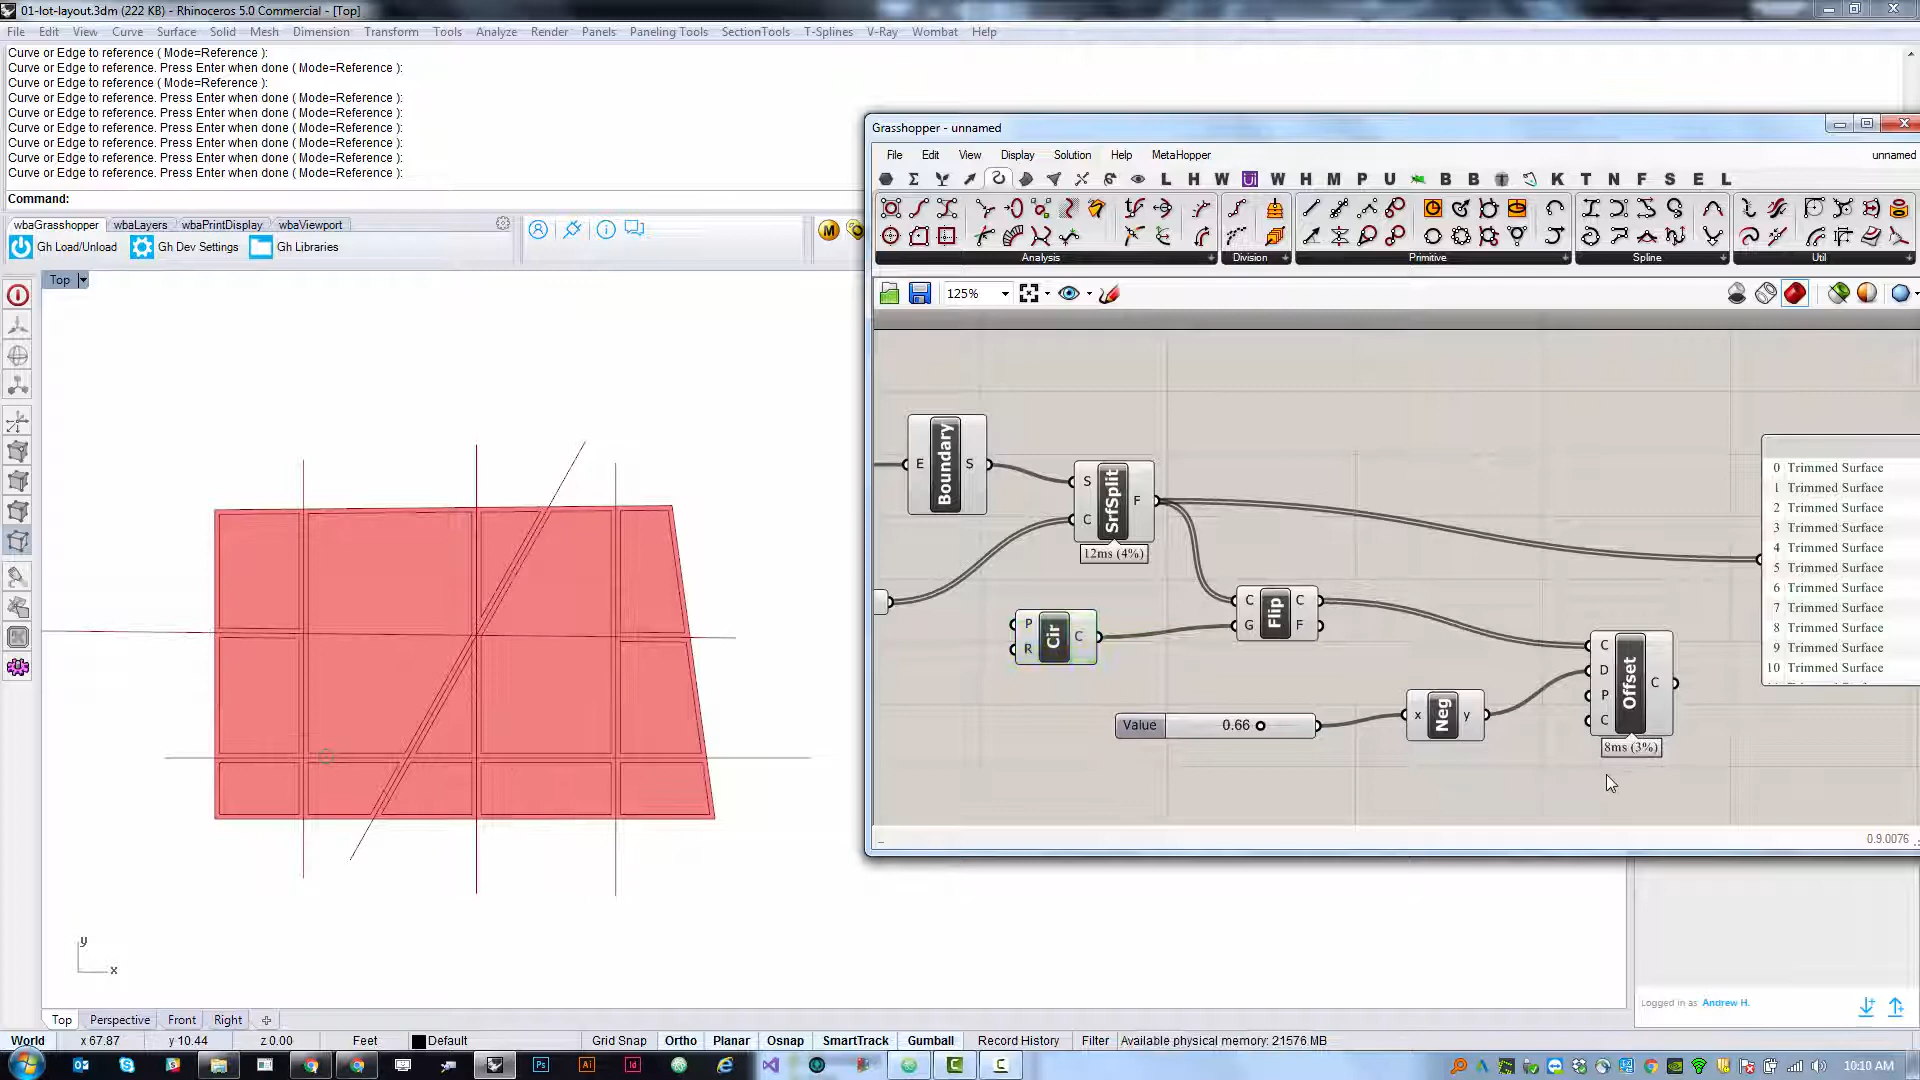 01-lot-layout.3dm (222 KB) - Rhinoceros 5.0 Commercial - [Top]
File Edit View Curve Surface Solid Mesh Dimension Transform Tools Analyze Render Panels Paneling Tools SectionTools T-Splines V-Ray Wombat Help
Curve or Edge to reference ( Mode=Reference ):
Curve or Edge to reference. Press Enter when done ( Mode=Reference ):
Curve or Edge to reference ( Mode=Reference ):
Curve or Edge to reference. Press Enter when done ( Mode=Reference ):
Curve or Edge to reference. Press Enter when done ( Mode=Reference ):
Curve or Edge to reference. Press Enter when done ( Mode=Reference ):
Curve or Edge to reference. Press Enter when done ( Mode=Reference ):
Curve or Edge to reference. Press Enter when done ( Mode=Reference ):
Curve or Edge to reference. Press Enter when done ( Mode=Reference ):
Command:
wbaGrasshopper wbaLayers wbaPrintDisplay wbaViewport
Gh Load/Unload Gh Dev Settings Gh Libraries
Top
Grasshopper - unnamed
File Edit View Display Solution Help MetaHopper unnamed
L H W W H M P U B B K T N F S E L
Analysis Division Primitive Spline Util
125%
Boundary E S
SrfSplit S C F
12ms (4%)
Cir P R C
Flip C G C F
Value 0.66
Neg x y
Offset C D P C C
8ms (3%)
0 Trimmed Surface
1 Trimmed Surface
2 Trimmed Surface
3 Trimmed Surface
4 Trimmed Surface
5 Trimmed Surface
6 Trimmed Surface
7 Trimmed Surface
8 Trimmed Surface
9 Trimmed Surface
10 Trimmed Surface
0.9.0076
y
x
Logged in as Andrew H.
Top Perspective Front Right
World x 67.87 y 10.44 z 0.00 Feet Default Grid Snap Ortho Planar Osnap SmartTrack Gumball Record History Filter Available physical memory: 21576 MB
10:10 AM